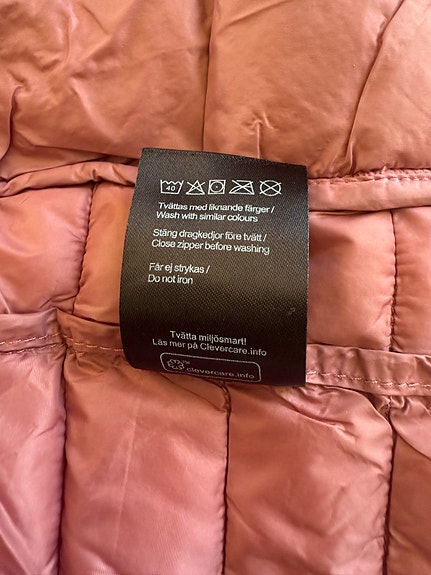 40
Tvättas med liknande färger /
Wash with similar colours
Stäng dragkedjor före tvätt /
Close zipper before washing
Får ej strykas /
Do not iron
Tvätta miljösmart!
Läs mer på Clevercare.info
clevercare.info